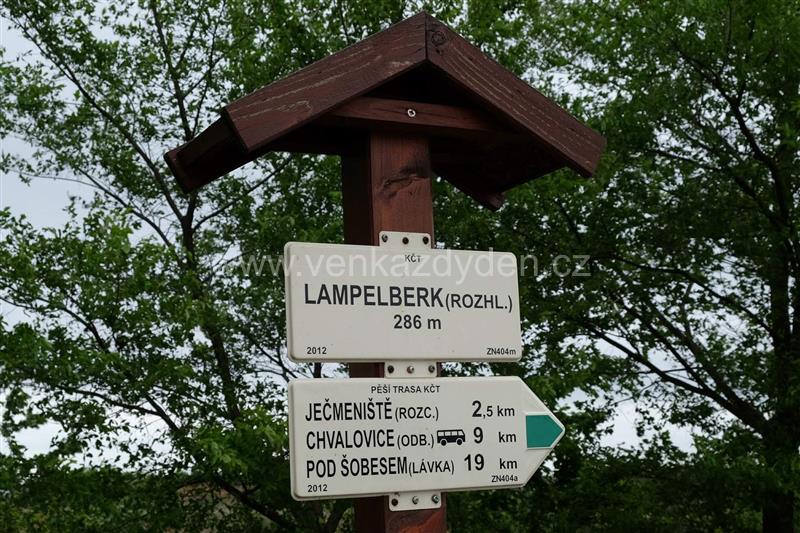 www.venkazdyden.cz
KČT
LAMPELBERK (ROZHL.)
286 m
2012 ZN404m
PĚŠÍ TRASA KČT
JEČMENIŠTĚ (ROZC.) 2,5 km
CHVALOVICE (ODB.) 9 km
POD ŠOBESEM (LÁVKA) 19 km
2012 ZN404a